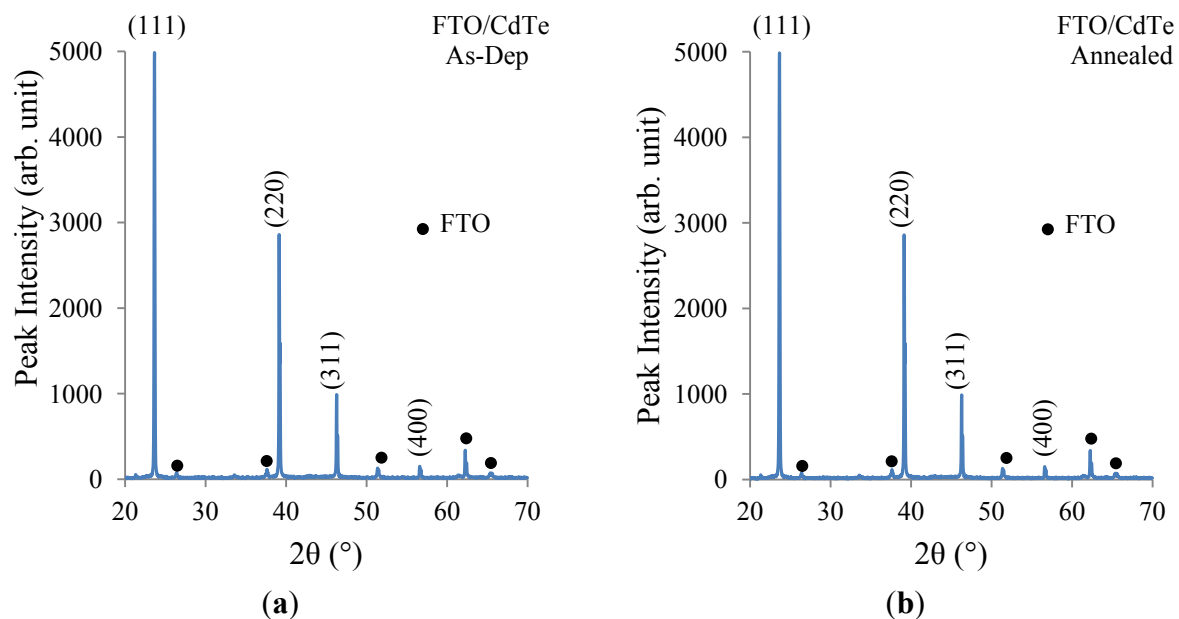 (111)
FTO/CdTe
As-Dep
5000
4000
3000
2000
1000
0
Peak Intensity (arb. unit)
(220)
(311)
(400)
● FTO
20 30 40 50 60 70
2θ (°)
(a)
(111)
FTO/CdTe
Annealed
5000
4000
3000
2000
1000
0
Peak Intensity (arb. unit)
(220)
(311)
(400)
● FTO
20 30 40 50 60 70
2θ (°)
(b)